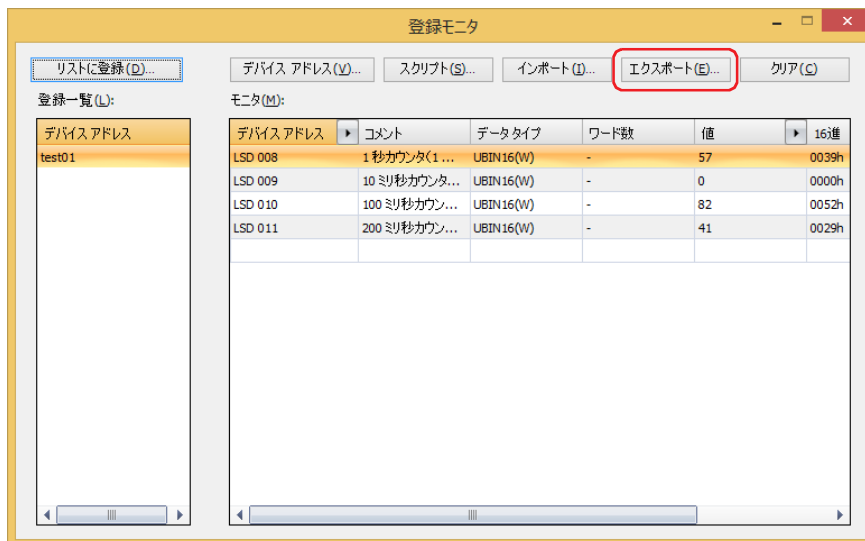 登録モニタ
リストに登録(D)... デバイス アドレス(V)... スクリプト(S)... インポート(I)... エクスポート(E)... クリア(C)
登録一覧(L): モニタ(M):
デバイス アドレス デバイス アドレス コメント データ タイプ ワード数 値 16進
test01 LSD 008 1 秒カウンタ(1 ... UBIN16(W) - 57 0039h
LSD 009 10 ミリ秒カウンタ... UBIN16(W) - 0 0000h
LSD 010 100 ミリ秒カウン... UBIN16(W) - 82 0052h
LSD 011 200 ミリ秒カウン... UBIN16(W) - 41 0029h